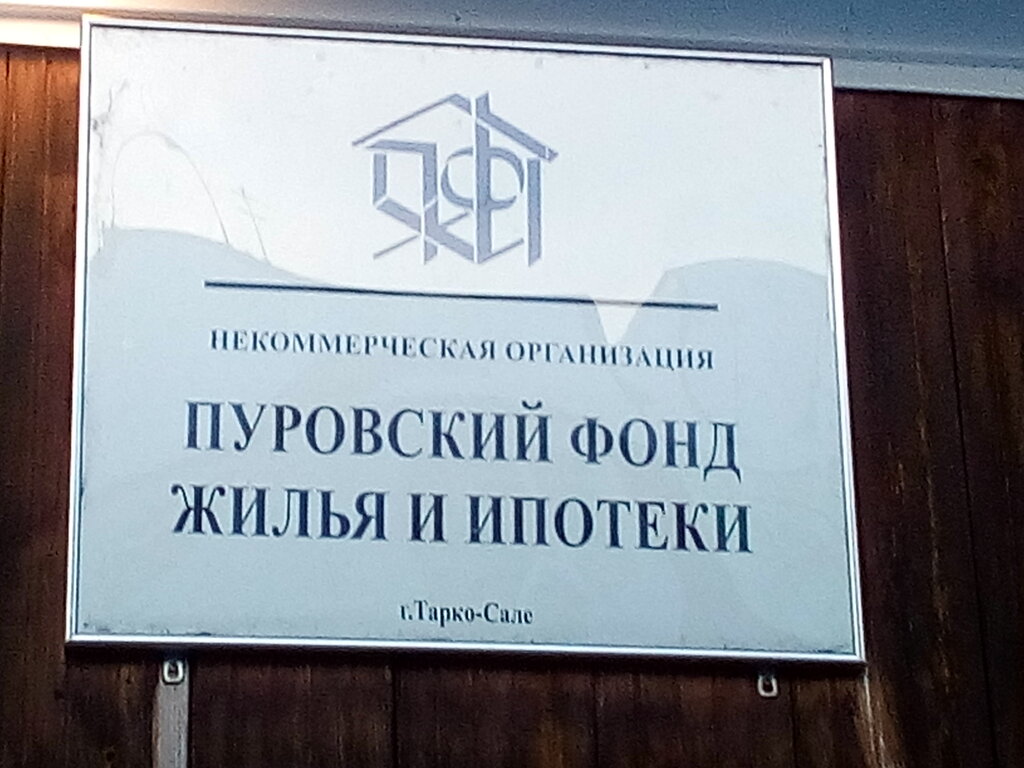 НЕКОММЕРЧЕСКАЯ ОРГАНИЗАЦИЯ
ПУРОВСКИЙ ФОНД
ЖИЛЬЯ И ИПОТЕКИ
г.Тарко-Сале